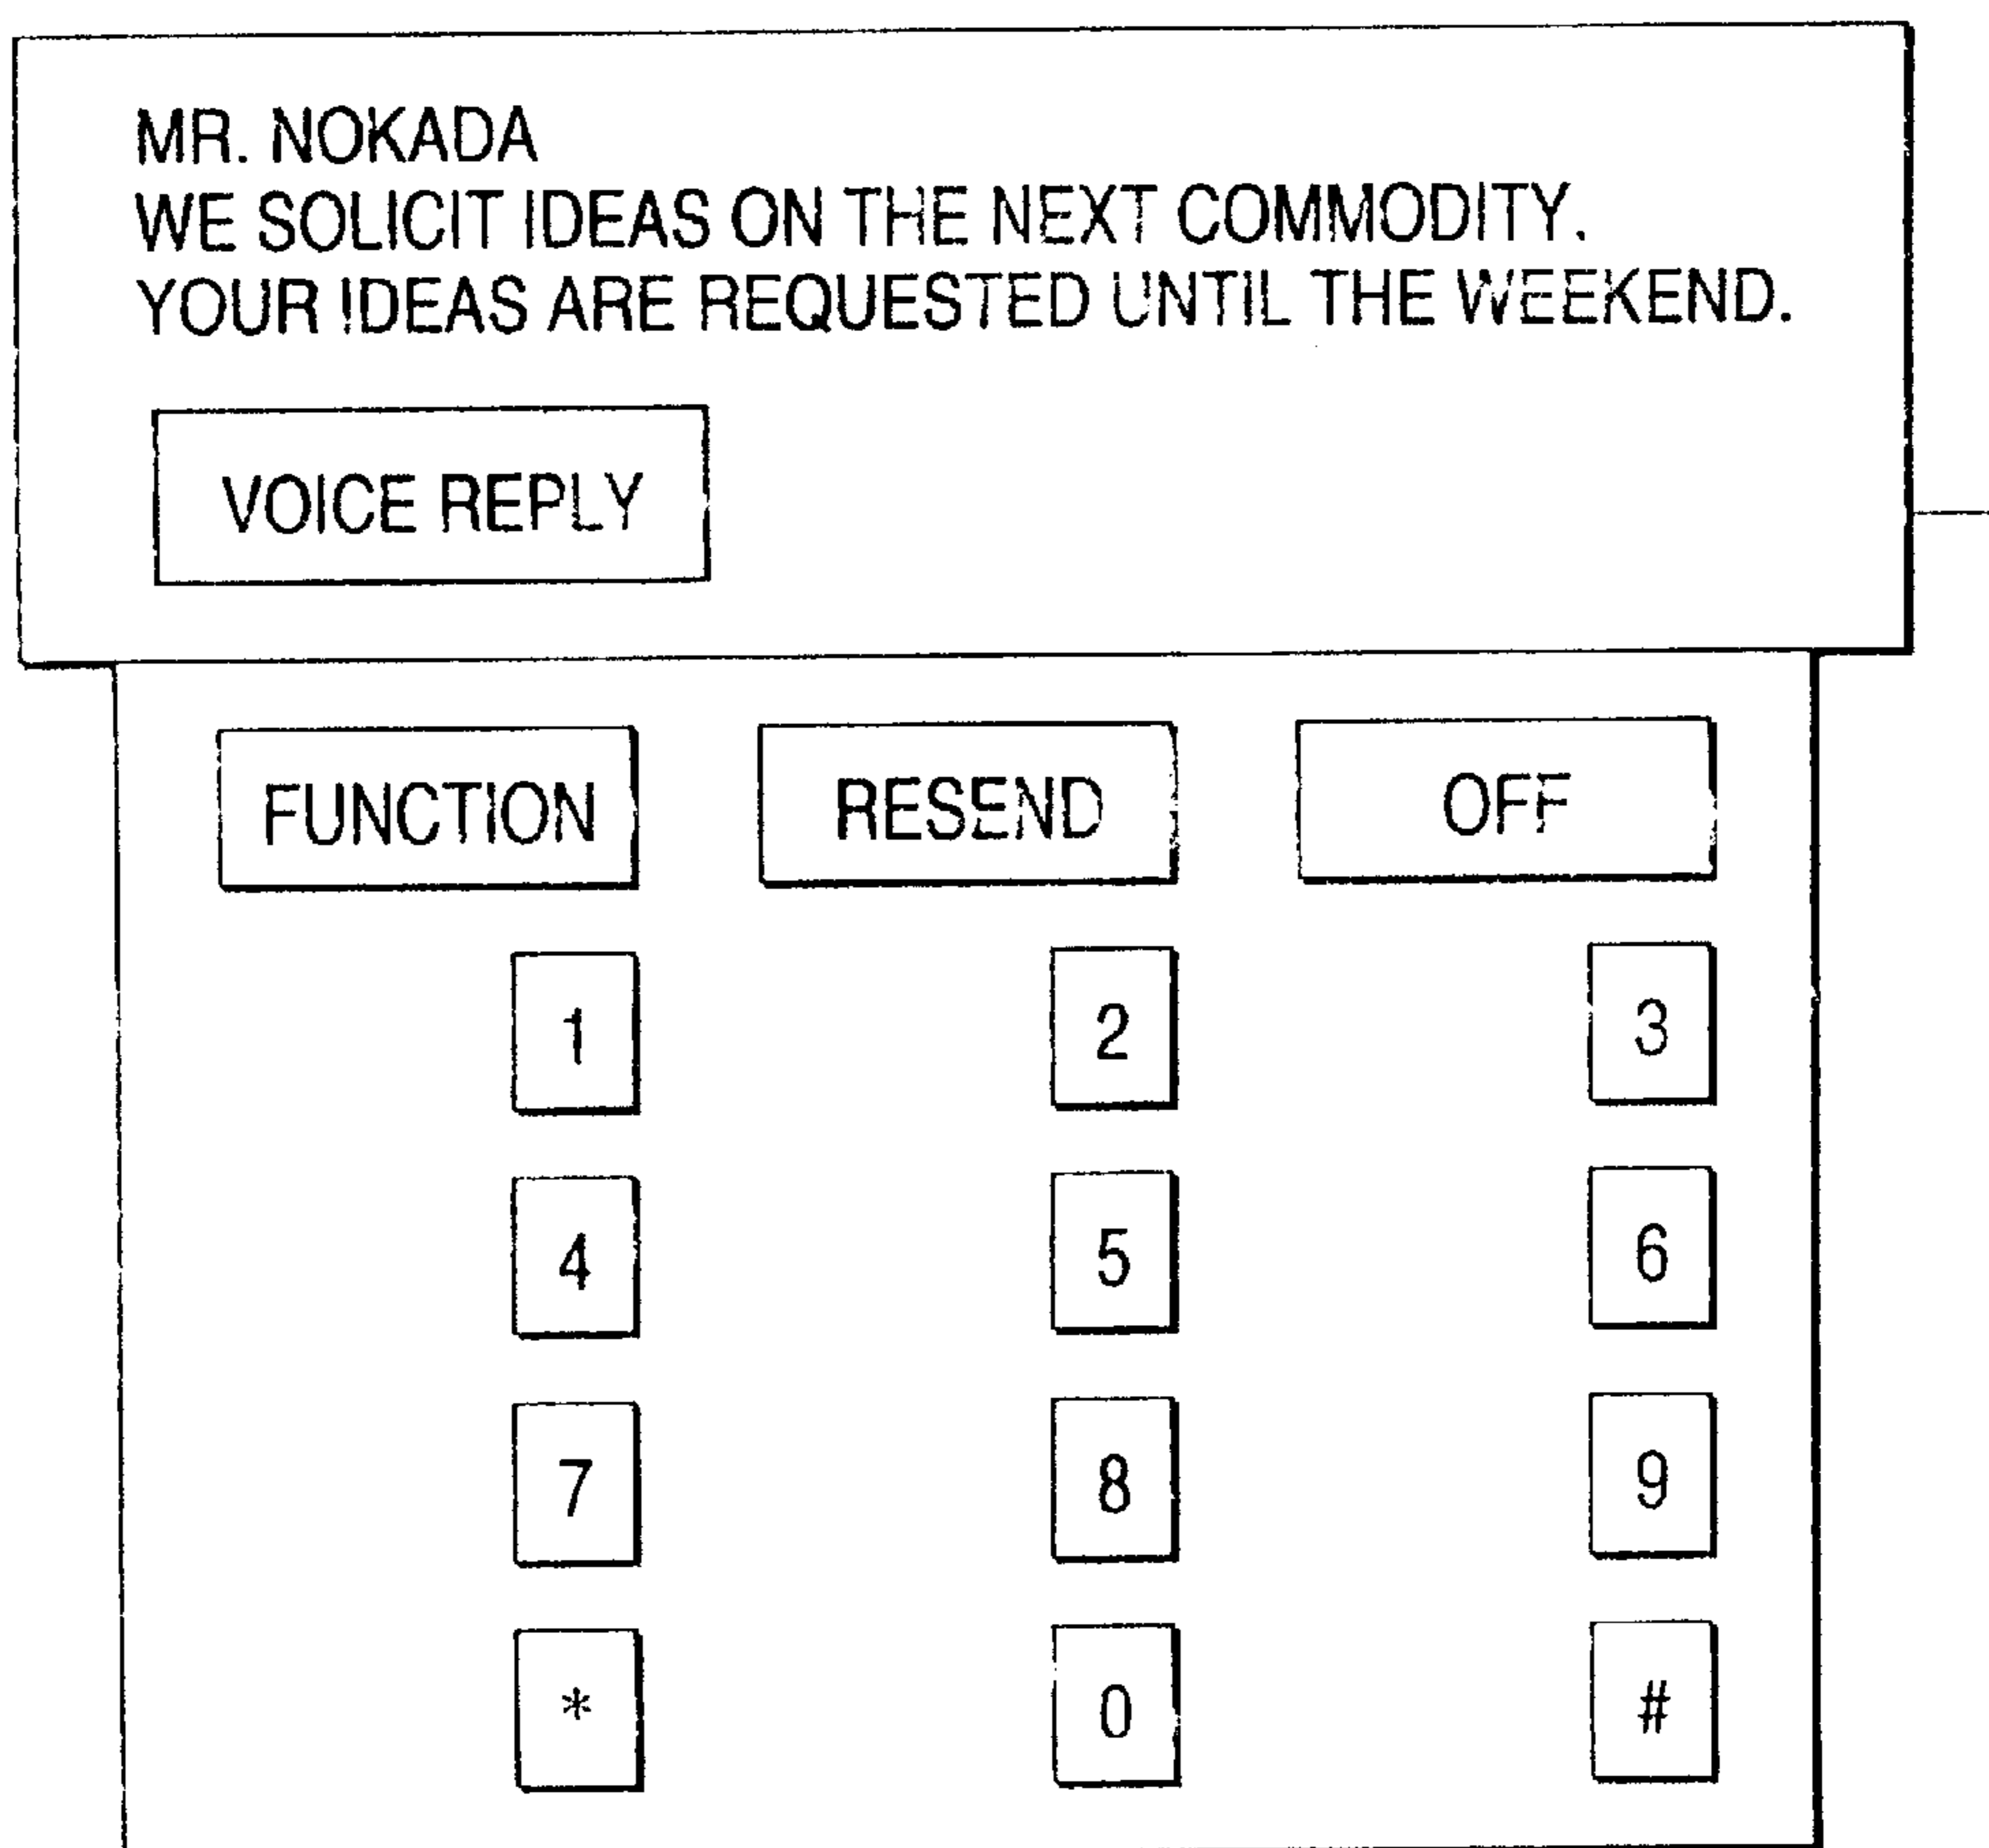 MR. NOKADA
WE SOLICIT IDEAS ON THE NEXT COMMODITY.
YOUR IDEAS ARE REQUESTED UNTIL THE WEEKEND.
VOICE REPLY
FUNCTION RESEND OFF
1 2 3
4 5 6
7 8 9
* 0 #